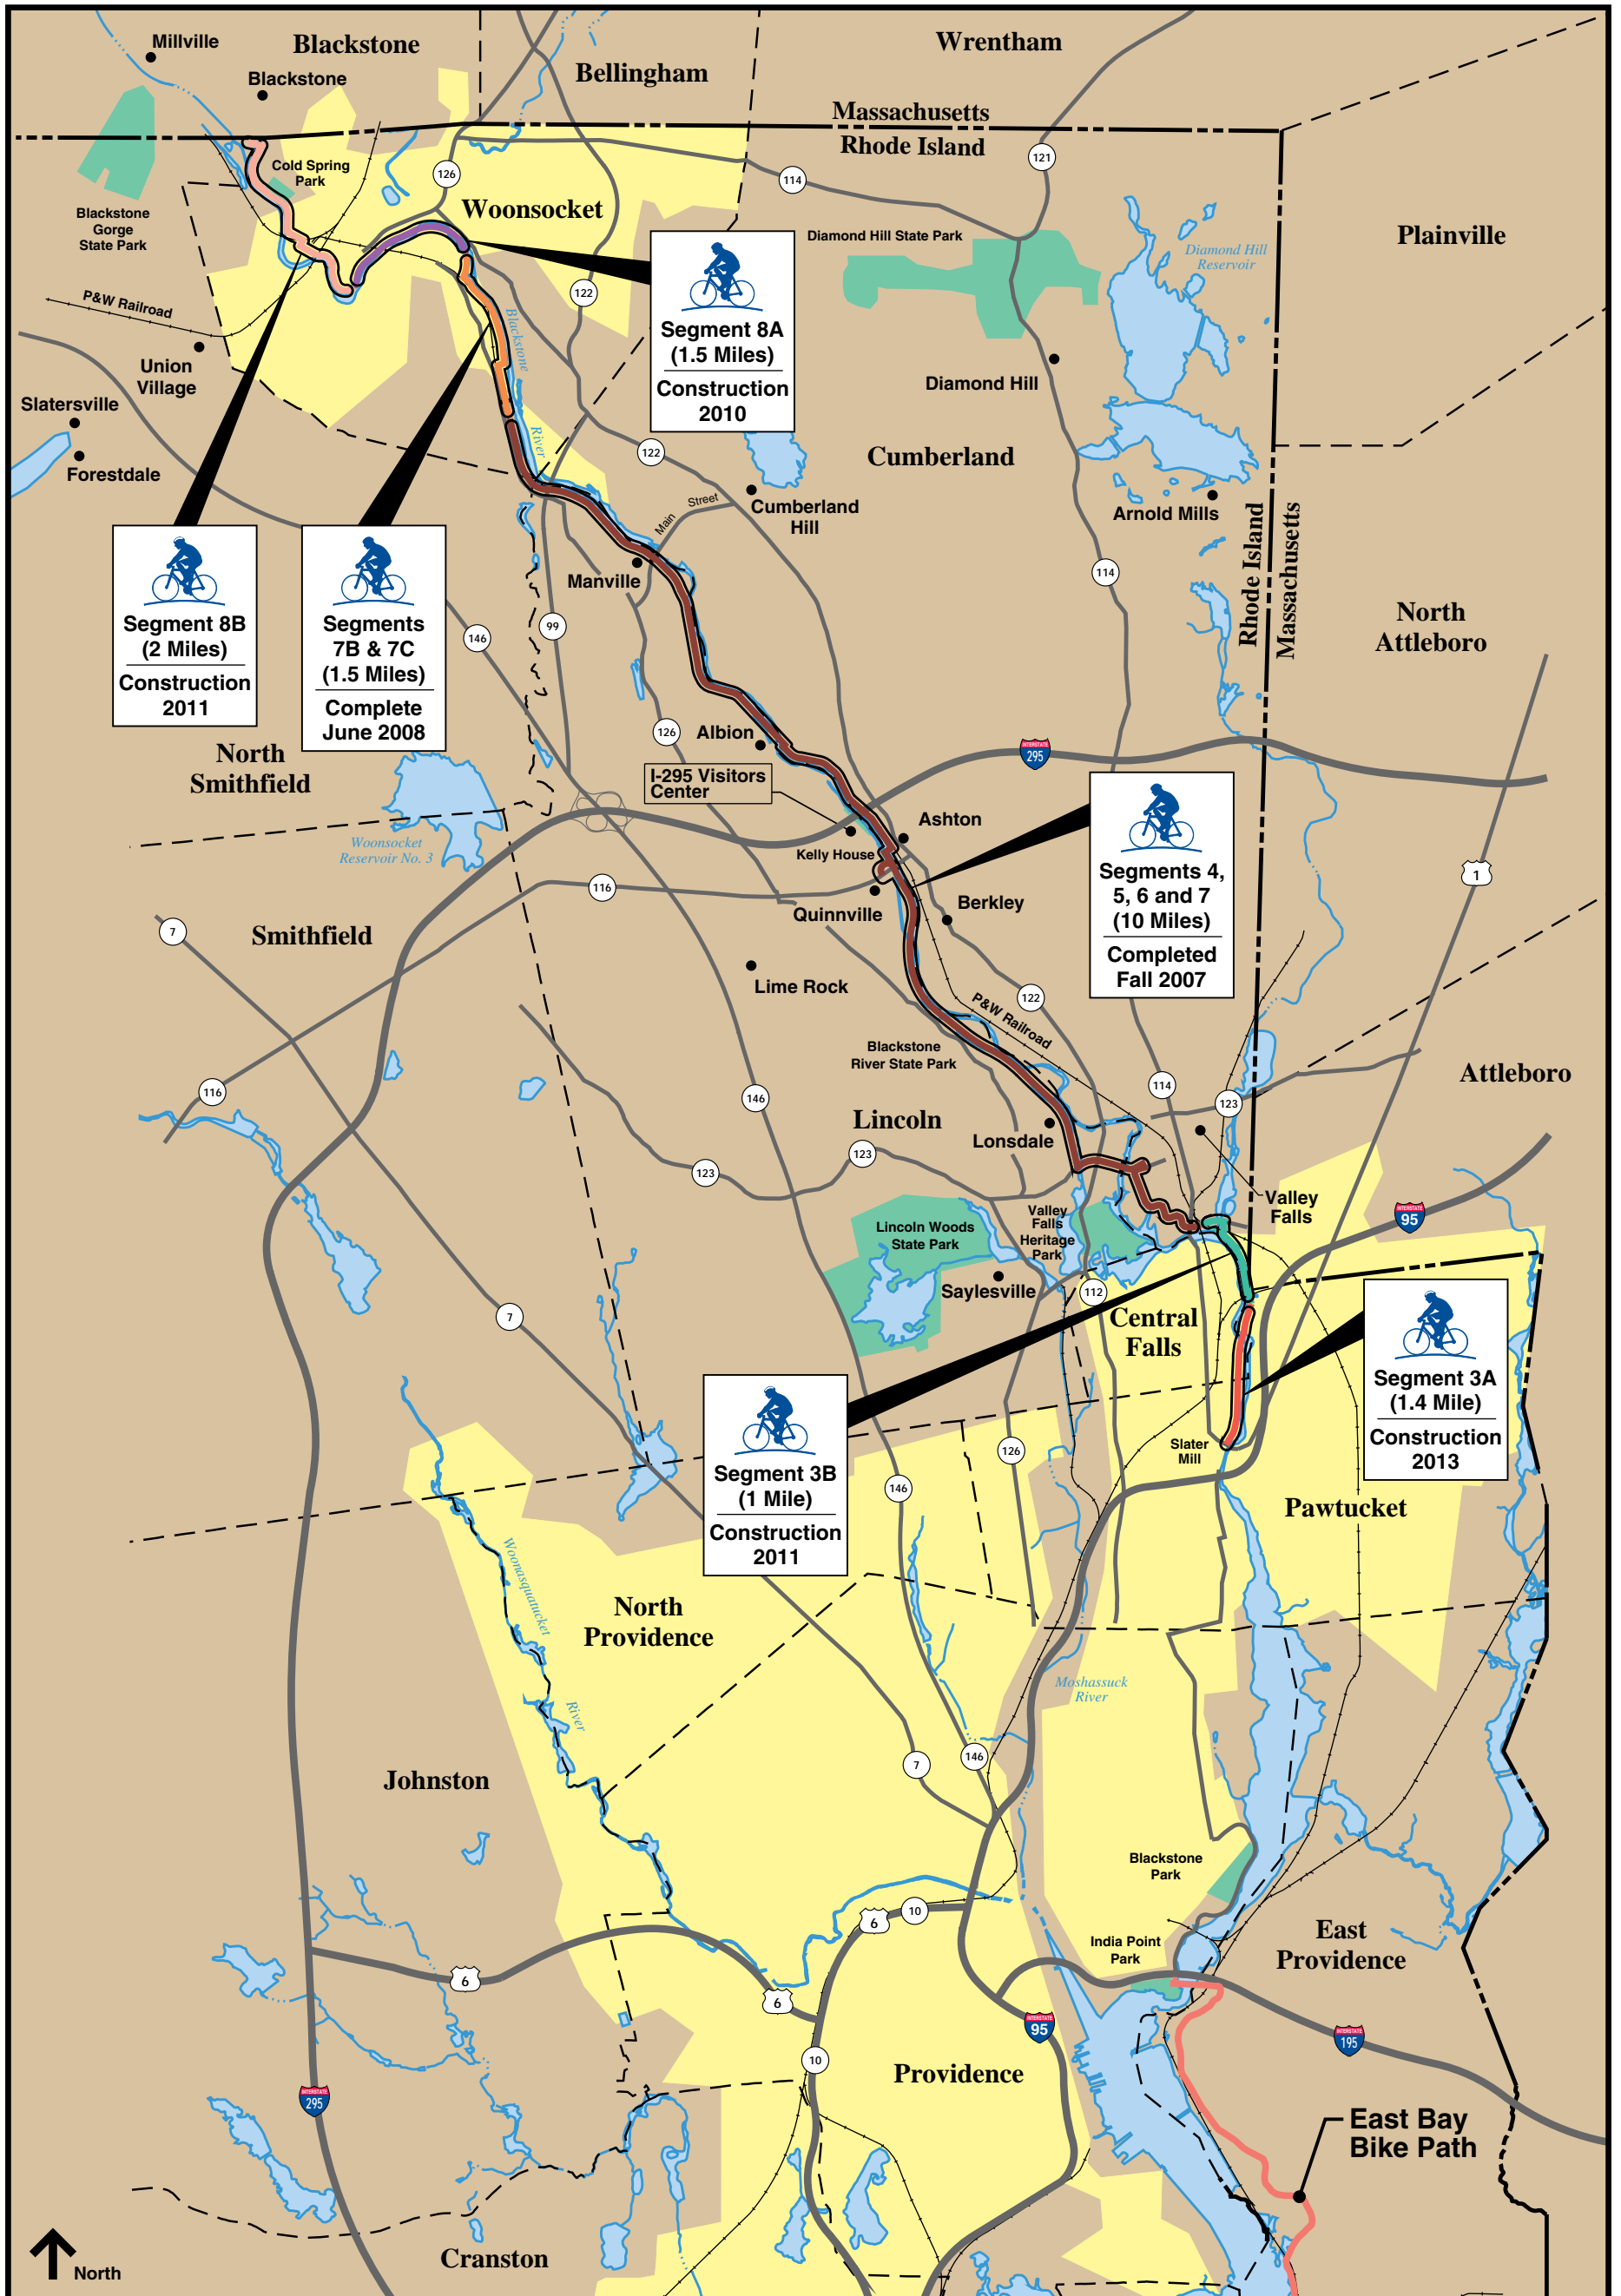 Millville
Blackstone
Blackstone
Bellingham
Wrentham
Massachusetts
Rhode Island
121
114
126
Cold Spring
Park
Woonsocket
Blackstone
Gorge
State Park
Diamond Hill State Park
Diamond Hill
Reservoir
Plainville
P&W Railroad
122
Blackstone
River
Segment 8A
(1.5 Miles)
Construction
2010
Union
Village
Slatersville
Forestdale
Diamond Hill
Cumberland
122
Cumberland
Hill
Main
Street
Arnold Mills
Rhode Island
Massachusetts
Manville
114
North
Attleboro
Segment 8B
(2 Miles)
Construction
2011
Segments
7B & 7C
(1.5 Miles)
Complete
June 2008
146
99
126
Albion
North
Smithfield
I-295 Visitors
Center
INTERSTATE
295
Woonsocket
Reservoir No. 3
Ashton
Kelly House
Segments 4,
5, 6 and 7
(10 Miles)
Completed
Fall 2007
1
116
Quinnville
Berkley
7
Smithfield
Lime Rock
122
P&W Railroad
Blackstone
River State Park
116
146
114
123
Attleboro
Lincoln
Lonsdale
123
123
Valley
Falls
INTERSTATE
95
Lincoln Woods
State Park
Valley
Falls
Heritage
Park
Saylesville
112
7
Central
Falls
Segment 3A
(1.4 Mile)
Construction
2013
Segment 3B
(1 Mile)
Construction
2011
126
Slater
Mill
146
Pawtucket
Woonasquatucket
River
North
Providence
Moshassuck
River
7
146
Johnston
Blackstone
Park
6
10
India Point
Park
East
Providence
6
6
INTERSTATE
95
INTERSTATE
195
10
Providence
INTERSTATE
295
East Bay
Bike Path
Cranston
North